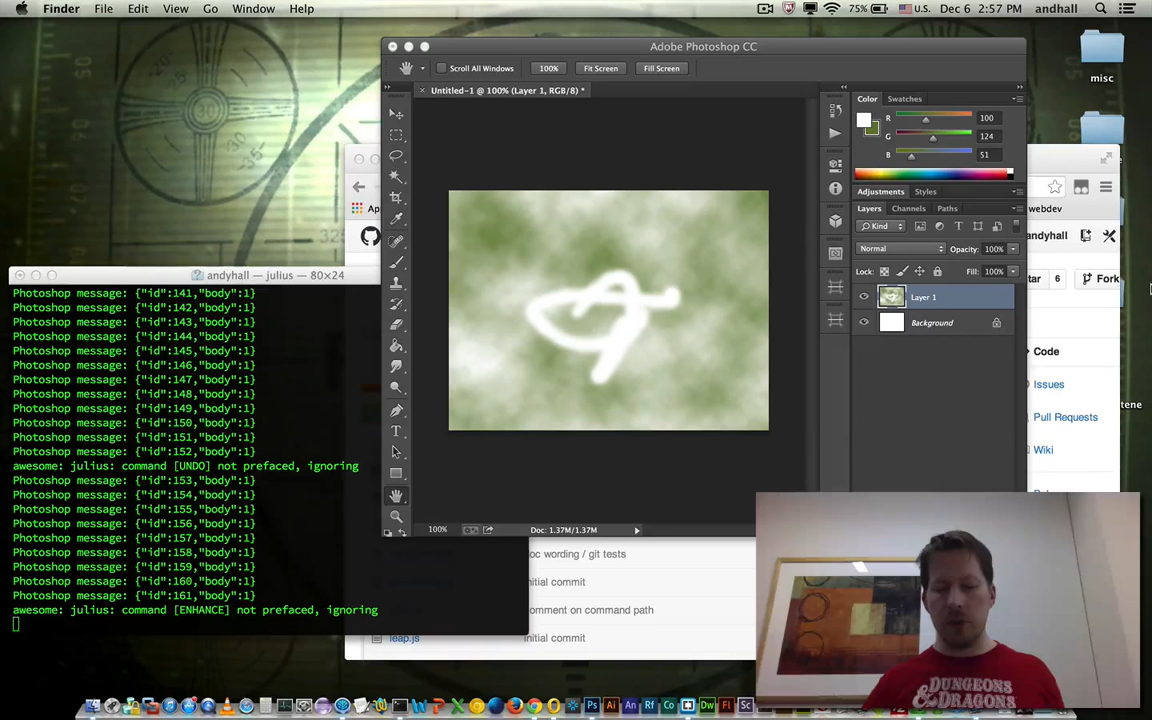 Finder File Edit View Go Window Help
75% U.S. Dec 6 2:57 PM andhall
misc
Adobe Photoshop CC
Scroll All Windows 100% Fit Screen Fill Screen
Untitled-1 @ 100% (Layer 1, RGB/8) *
Color Swatches
R 100
G 124
B 51
Adjustments Styles
Layers Channels Paths
Kind
Normal Opacity: 100%
Lock: Fill: 100%
Layer 1
Background
100% Doc: 1.37M/1.37M
Ap
webdev
andyhall
tar 6 Fork
Code
Issues
Pull Requests
Wiki
tene
andyhall — julius — 80×24
Photoshop message: {"id":141,"body":1}
Photoshop message: {"id":142,"body":1}
Photoshop message: {"id":143,"body":1}
Photoshop message: {"id":144,"body":1}
Photoshop message: {"id":145,"body":1}
Photoshop message: {"id":146,"body":1}
Photoshop message: {"id":147,"body":1}
Photoshop message: {"id":148,"body":1}
Photoshop message: {"id":149,"body":1}
Photoshop message: {"id":150,"body":1}
Photoshop message: {"id":151,"body":1}
Photoshop message: {"id":152,"body":1}
awesome: julius: command [UNDO] not prefaced, ignoring
Photoshop message: {"id":153,"body":1}
Photoshop message: {"id":154,"body":1}
Photoshop message: {"id":155,"body":1}
Photoshop message: {"id":156,"body":1}
Photoshop message: {"id":157,"body":1}
Photoshop message: {"id":158,"body":1}
Photoshop message: {"id":159,"body":1}
Photoshop message: {"id":160,"body":1}
Photoshop message: {"id":161,"body":1}
awesome: julius: command [ENHANCE] not prefaced, ignoring
oc wording / git tests
nitial commit
omment on command path
leap.js initial commit
DUNGEONS
& DRAGONS
Ps Ai An Rf Co Dw Fl Sc